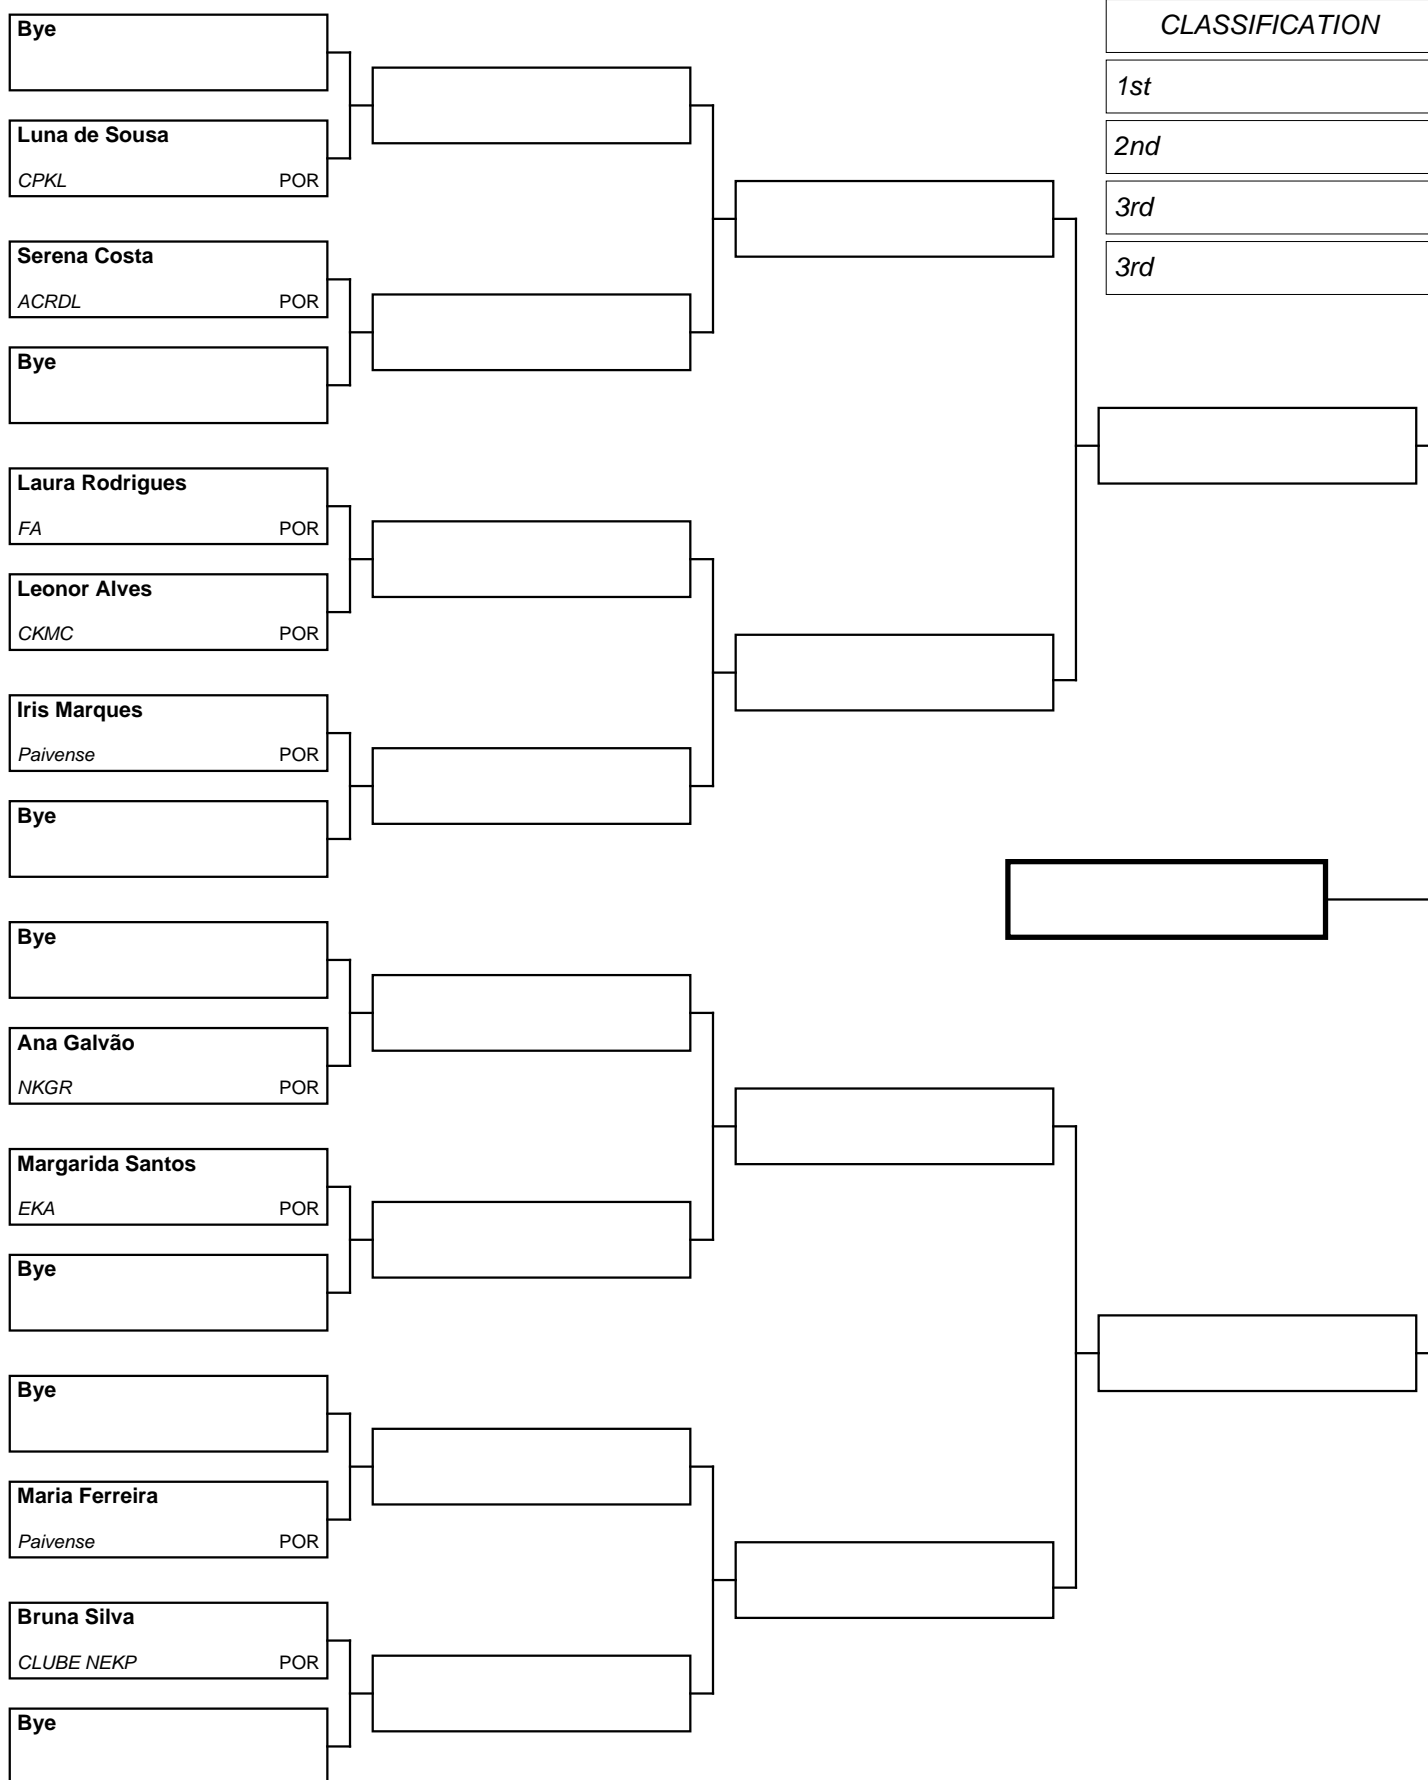 Bye
CLASSIFICATION
1st
Luna de Sousa
CPKL POR
2nd
3rd
Serena Costa
ACRDL POR
3rd
Bye
Laura Rodrigues
FA POR
Leonor Alves
CKMC POR
Iris Marques
Paivense POR
Bye
Bye
Ana Galvão
NKGR POR
Margarida Santos
EKA POR
Bye
Bye
Maria Ferreira
Paivense POR
Bruna Silva
CLUBE NEKP POR
Bye